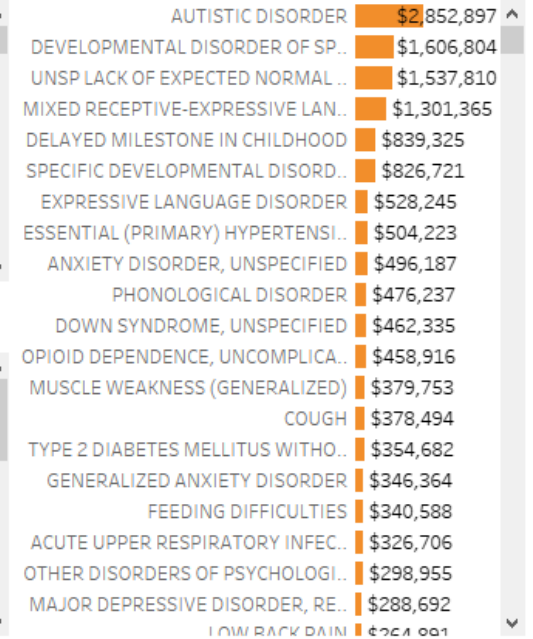 AUTISTIC DISORDER $2,852,897
DEVELOPMENTAL DISORDER OF SP.. $1,606,804
UNSP LACK OF EXPECTED NORMAL .. $1,537,810
MIXED RECEPTIVE-EXPRESSIVE LAN.. $1,301,365
DELAYED MILESTONE IN CHILDHOOD $839,325
SPECIFIC DEVELOPMENTAL DISORD.. $826,721
EXPRESSIVE LANGUAGE DISORDER $528,245
ESSENTIAL (PRIMARY) HYPERTENSI.. $504,223
ANXIETY DISORDER, UNSPECIFIED $496,187
PHONOLOGICAL DISORDER $476,237
DOWN SYNDROME, UNSPECIFIED $462,335
OPIOID DEPENDENCE, UNCOMPLICA.. $458,916
MUSCLE WEAKNESS (GENERALIZED) $379,753
COUGH $378,494
TYPE 2 DIABETES MELLITUS WITHO.. $354,682
GENERALIZED ANXIETY DISORDER $346,364
FEEDING DIFFICULTIES $340,588
ACUTE UPPER RESPIRATORY INFEC.. $326,706
OTHER DISORDERS OF PSYCHOLOGI.. $298,955
MAJOR DEPRESSIVE DISORDER, RE.. $288,692
LOW BACK PAIN $264,891